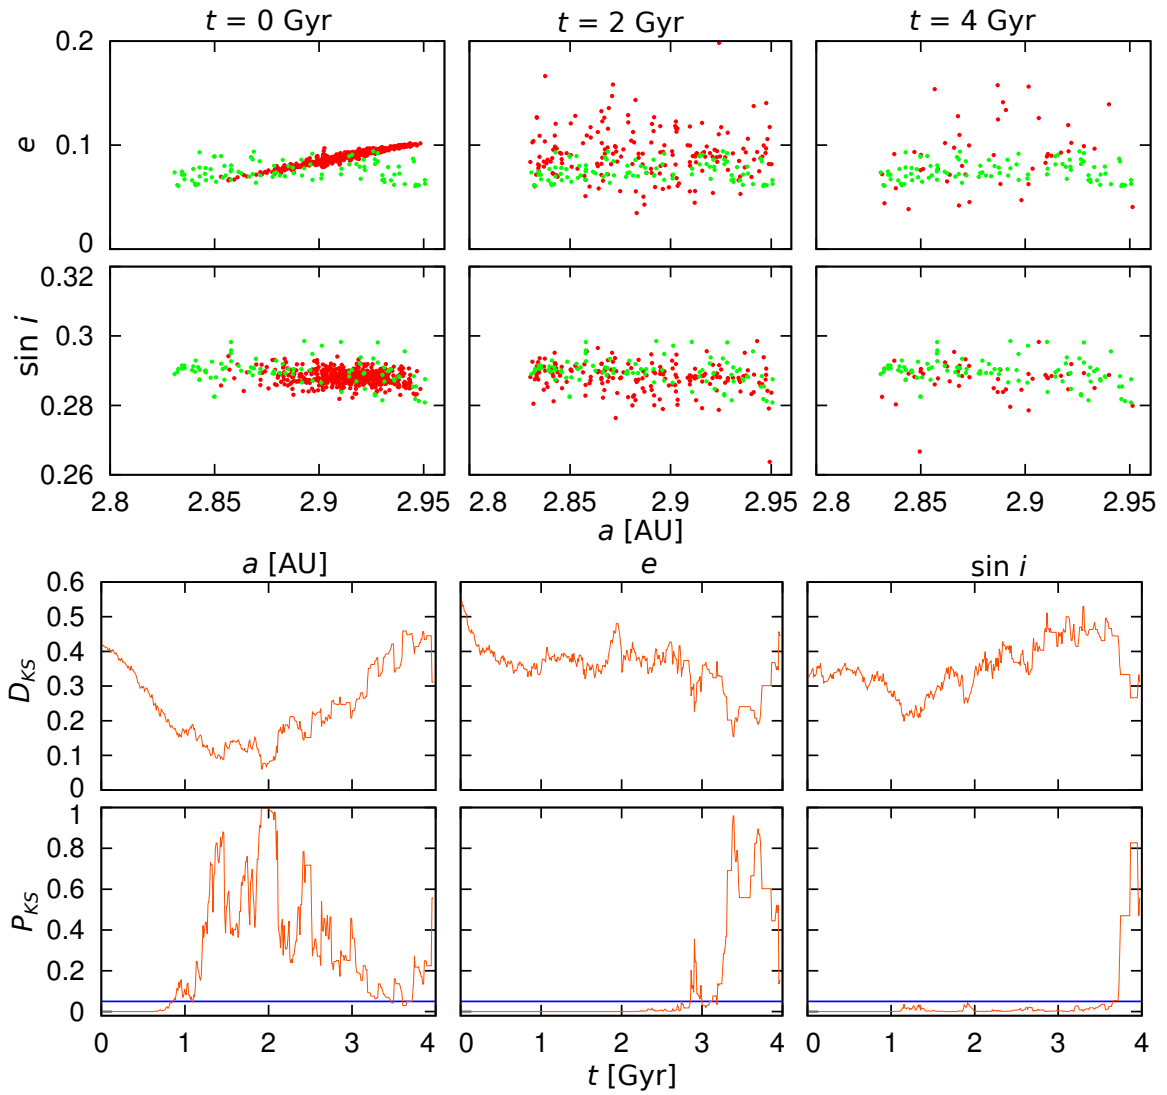 t = 0 Gyr t = 2 Gyr t = 4 Gyr
0.2
e
0.1
0
0.32
sin i
0.3
0.28
0.26
2.8 2.85 2.9 2.95 2.8 2.85 2.9 2.95 2.8 2.85 2.9 2.95
a [AU]
a [AU] e sin i
0.6
0.5
0.4
D_KS
0.3
0.2
0.1
0
1
0.8
0.6
P_KS
0.4
0.2
0
0 1 2 3 4 0 1 2 3 4 0 1 2 3 4
t [Gyr]